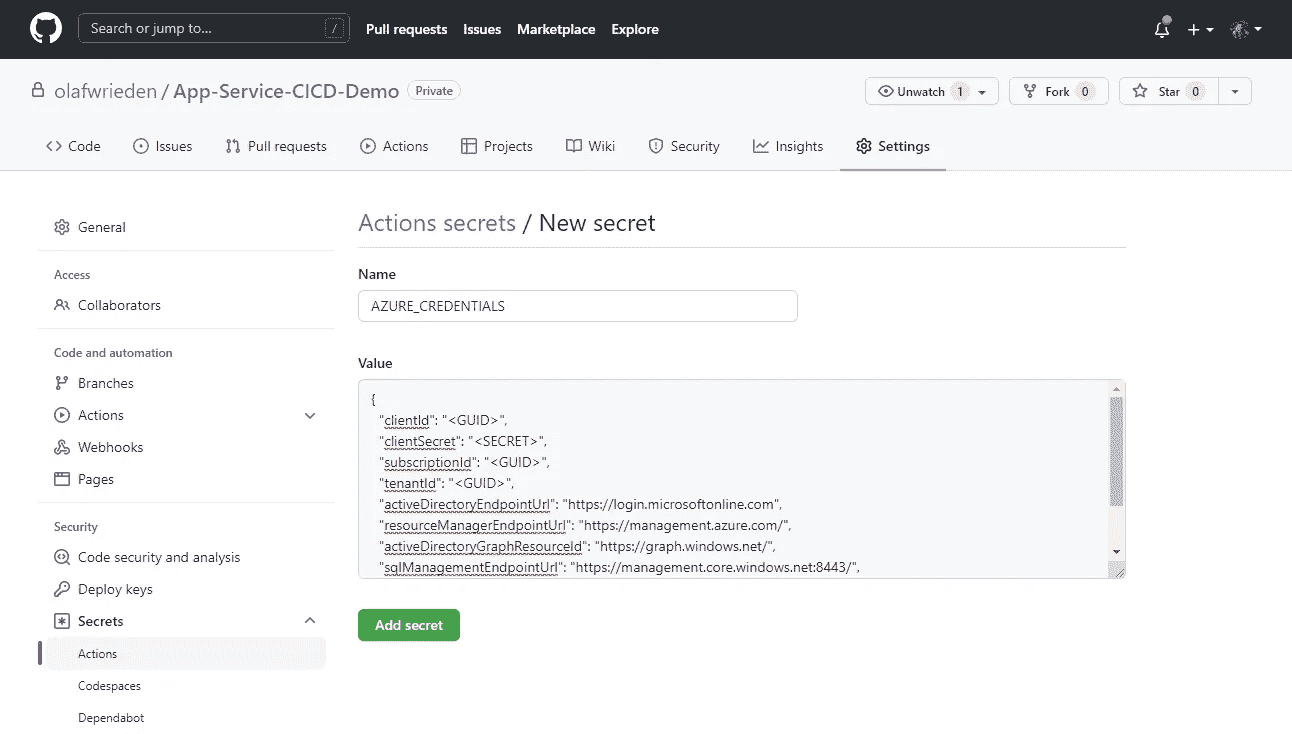 Search or jump to... /
Pull requests Issues Marketplace Explore
olafwrieden / App-Service-CICD-Demo Private
Unwatch 1 Fork 0 Star 0
Code Issues Pull requests Actions Projects Wiki Security Insights Settings
General
Access
Collaborators
Code and automation
Branches
Actions
Webhooks
Pages
Security
Code security and analysis
Deploy keys
Secrets
Actions
Codespaces
Dependabot
Actions secrets / New secret
Name
AZURE_CREDENTIALS
Value
{
"clientId": "<GUID>",
"clientSecret": "<SECRET>",
"subscriptionId": "<GUID>",
"tenantId": "<GUID>",
"activeDirectoryEndpointUrl": "https://login.microsoftonline.com",
"resourceManagerEndpointUrl": "https://management.azure.com/",
"activeDirectoryGraphResourceId": "https://graph.windows.net/",
"sqlManagementEndpointUrl": "https://management.core.windows.net:8443/",
Add secret